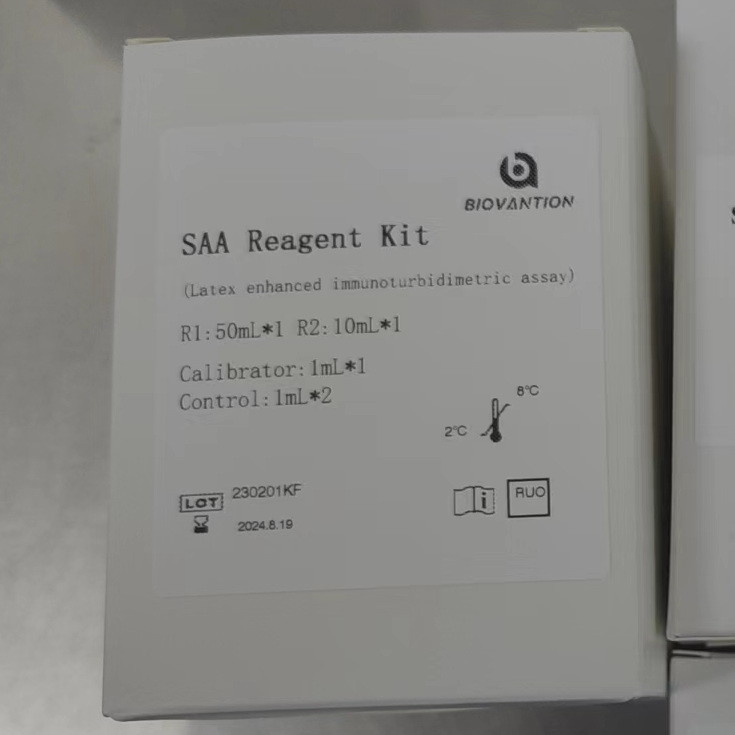 BIOVANTION
SAA Reagent Kit
(Latex enhanced immunoturbidimetric assay)
R1:50mL*1 R2:10mL*1
Calibrator:1mL*1
Control:1mL*2
8°C
2°C
LOT 230201KF
2024.8.19
i
RUO